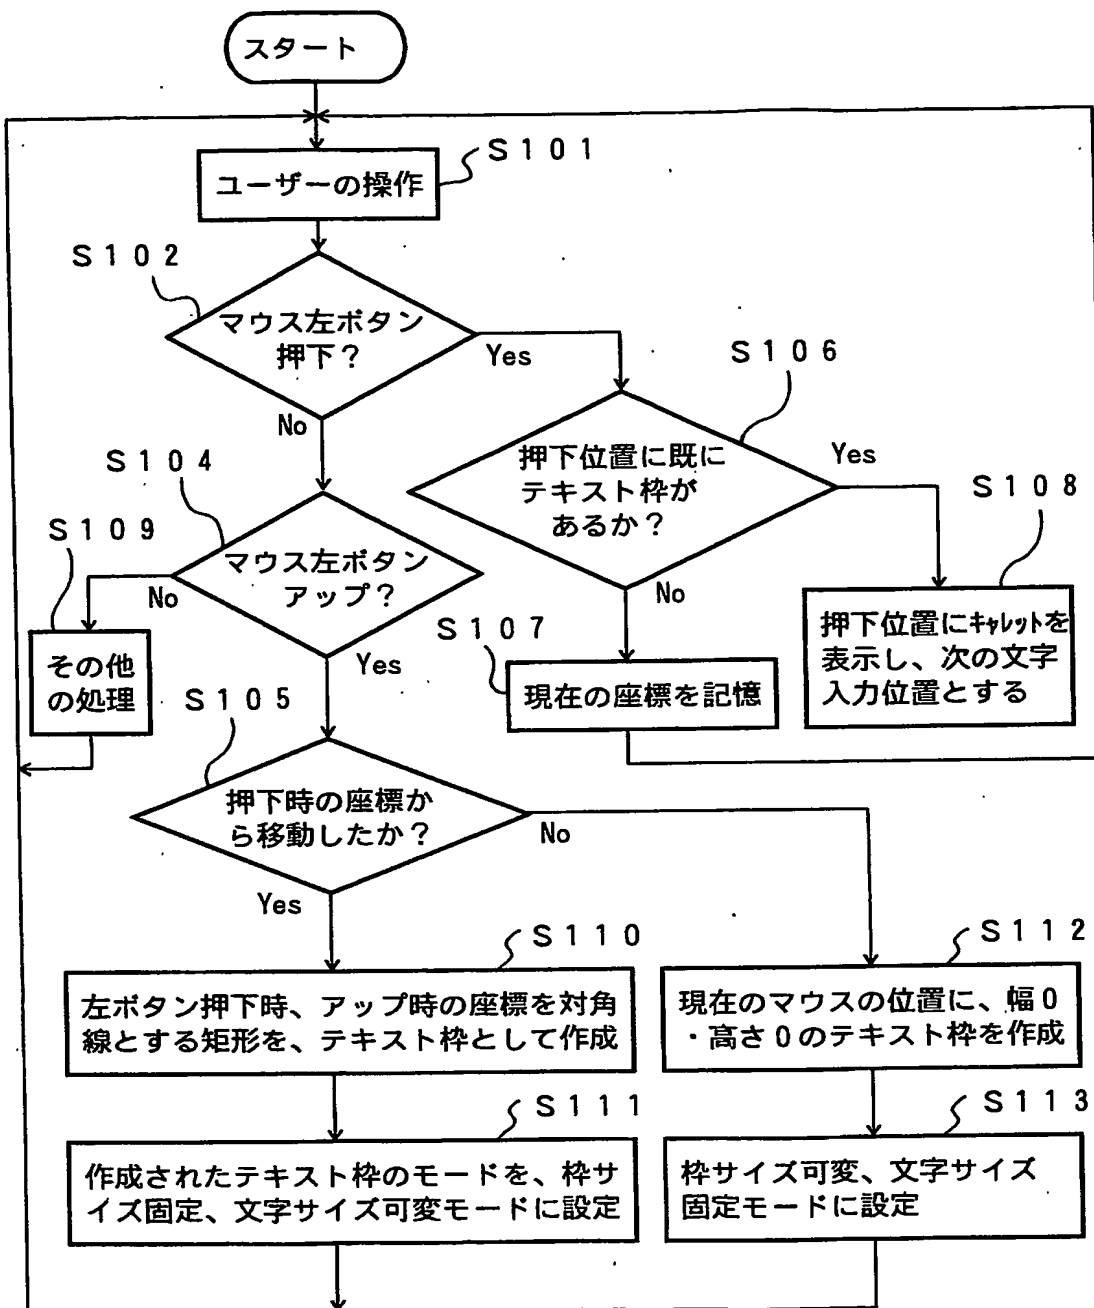 スタート
S101
ユーザーの操作
S102
マウス左ボタン
押下?
Yes
No
S106
押下位置に既に
テキスト枠が
あるか?
Yes
No
S104
マウス左ボタン
アップ?
No
Yes
S109
その他
の処理
S107
現在の座標を記憶
S108
押下位置にキャレットを
表示し、次の文字
入力位置とする
S105
押下時の座標か
ら移動したか?
No
Yes
S110
左ボタン押下時、アップ時の座標を対角
線とする矩形を、テキスト枠として作成
S112
現在のマウスの位置に、幅0
・高さ0のテキスト枠を作成
S111
作成されたテキスト枠のモードを、枠サ
イズ固定、文字サイズ可変モードに設定
S113
枠サイズ可変、文字サイズ
固定モードに設定